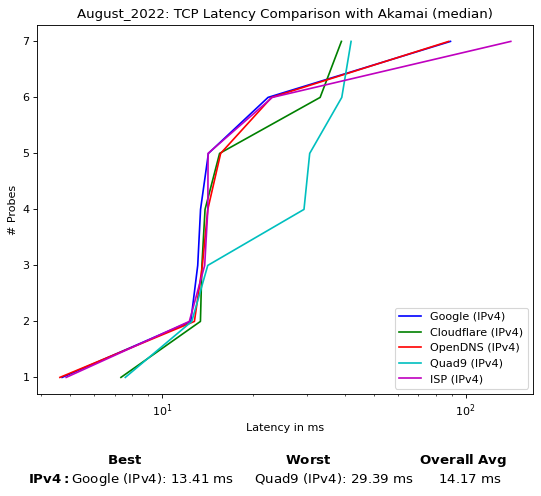 August_2022: TCP Latency Comparison with Akamai (median)
7
6
5
4
3
2
1
# Probes
Google (IPv4)
Cloudflare (IPv4)
OpenDNS (IPv4)
Quad9 (IPv4)
ISP (IPv4)
10¹ 10²
Latency in ms
Best Worst Overall Avg
IPv4: Google (IPv4): 13.41 ms Quad9 (IPv4): 29.39 ms 14.17 ms